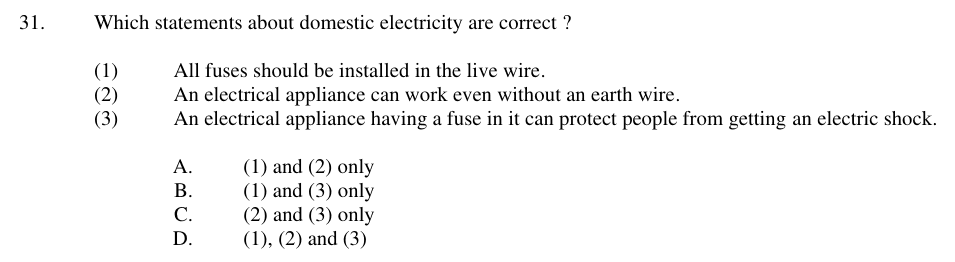 31. Which statements about domestic electricity are correct ?
(1) All fuses should be installed in the live wire.
(2) An electrical appliance can work even without an earth wire.
(3) An electrical appliance having a fuse in it can protect people from getting an electric shock.
A. (1) and (2) only
B. (1) and (3) only
C. (2) and (3) only
D. (1), (2) and (3)